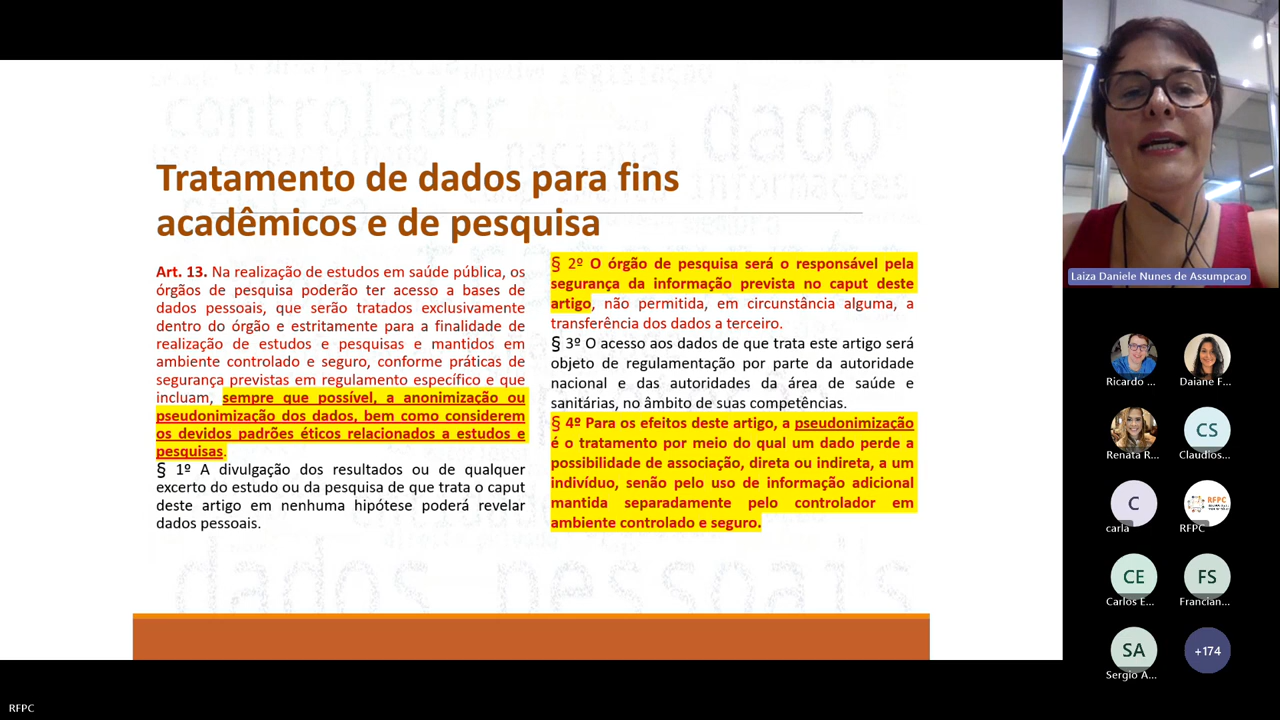 Tratamento de dados para fins
acadêmicos e de pesquisa
Art. 13. Na realização de estudos em saúde pública, os
órgãos de pesquisa poderão ter acesso a bases de
dados pessoais, que serão tratados exclusivamente
dentro do órgão e estritamente para a finalidade de
realização de estudos e pesquisas e mantidos em
ambiente controlado e seguro, conforme práticas de
segurança previstas em regulamento específico e que
incluam, sempre que possível, a anonimização ou
pseudonimização dos dados, bem como considerem
os devidos padrões éticos relacionados a estudos e
pesquisas.
§ 1º A divulgação dos resultados ou de qualquer
excerto do estudo ou da pesquisa de que trata o caput
deste artigo em nenhuma hipótese poderá revelar
dados pessoais.
§ 2º O órgão de pesquisa será o responsável pela
segurança da informação prevista no caput deste
artigo, não permitida, em circunstância alguma, a
transferência dos dados a terceiro.
§ 3º O acesso aos dados de que trata este artigo será
objeto de regulamentação por parte da autoridade
nacional e das autoridades da área de saúde e
sanitárias, no âmbito de suas competências.
§ 4º Para os efeitos deste artigo, a pseudonimização
é o tratamento por meio do qual um dado perde a
possibilidade de associação, direta ou indireta, a um
indivíduo, senão pelo uso de informação adicional
mantida separadamente pelo controlador em
ambiente controlado e seguro.
controlador
dado
nacional
informações
dados pessoais
Laiza Daniele Nunes de Assumpcao
Ricardo ...
Daiane F...
Renata R...
CS
Claudios...
C
carla
RFPC
RFPC
CE
Carlos E...
FS
Francian...
SA
Sergio A...
+174
RFPC